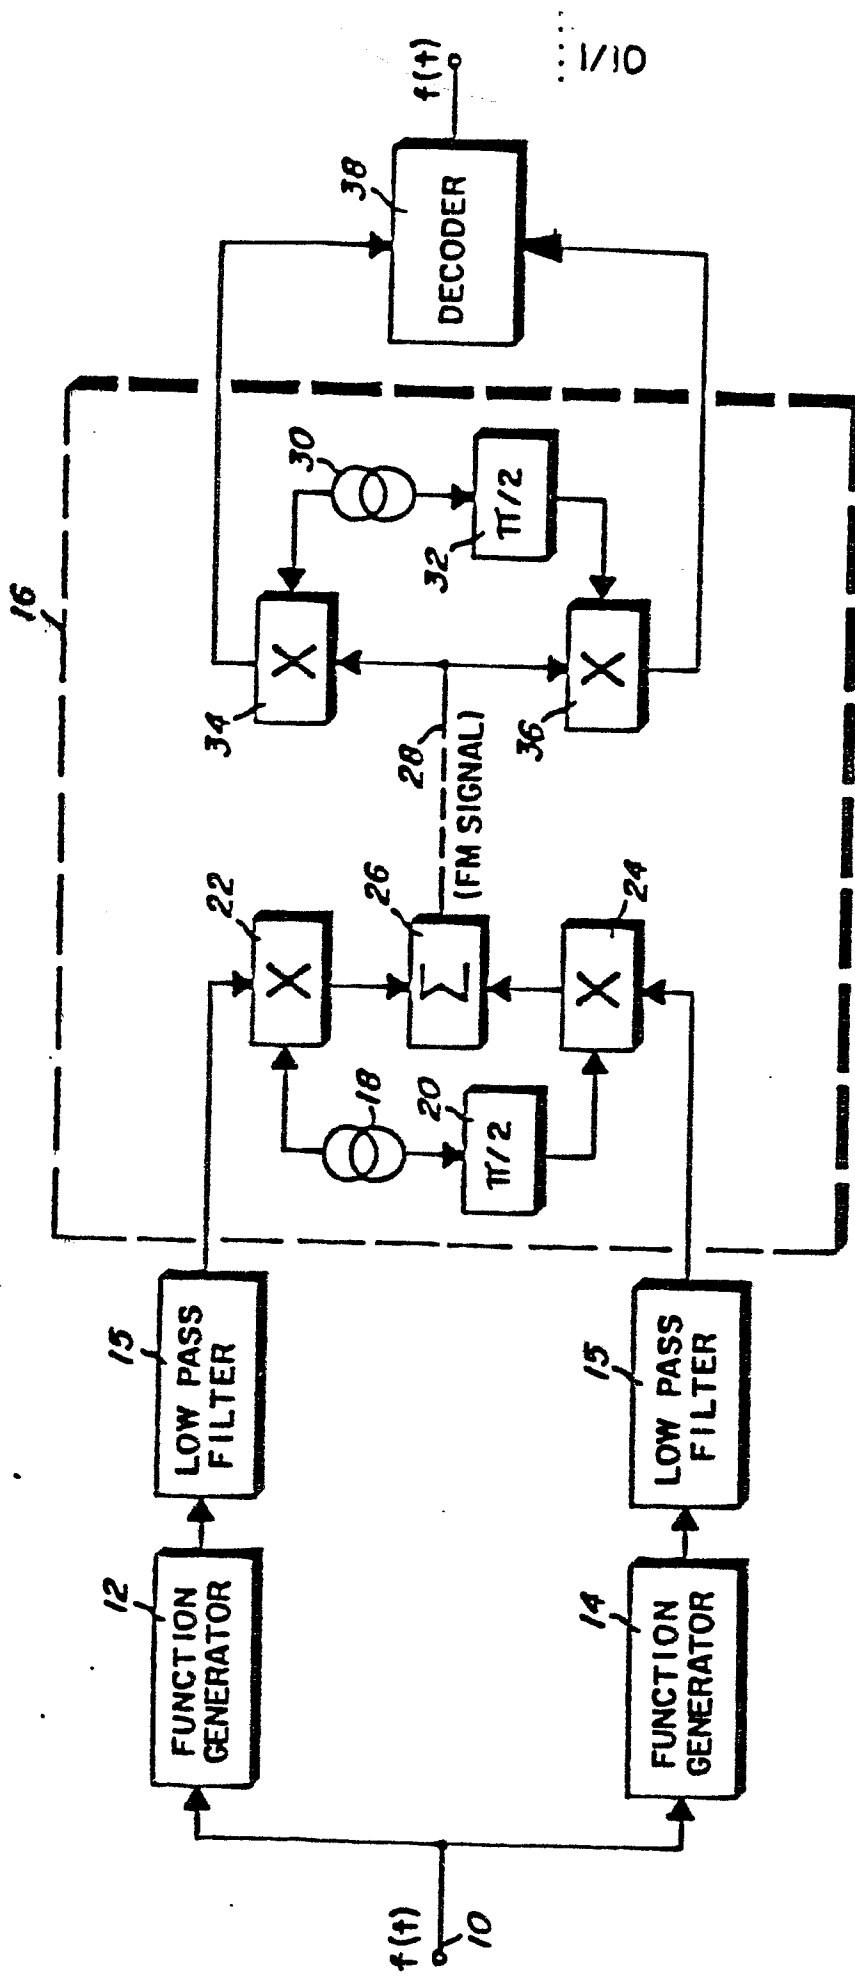 1/10
16
f(t)
10
12
FUNCTION
GENERATOR
15
LOW PASS
FILTER
14
FUNCTION
GENERATOR
15
LOW PASS
FILTER
18
20
π/2
22
X
26
Σ
24
X
28
(FM SIGNAL)
34
X
30
32
π/2
36
X
38
DECODER
f(t)